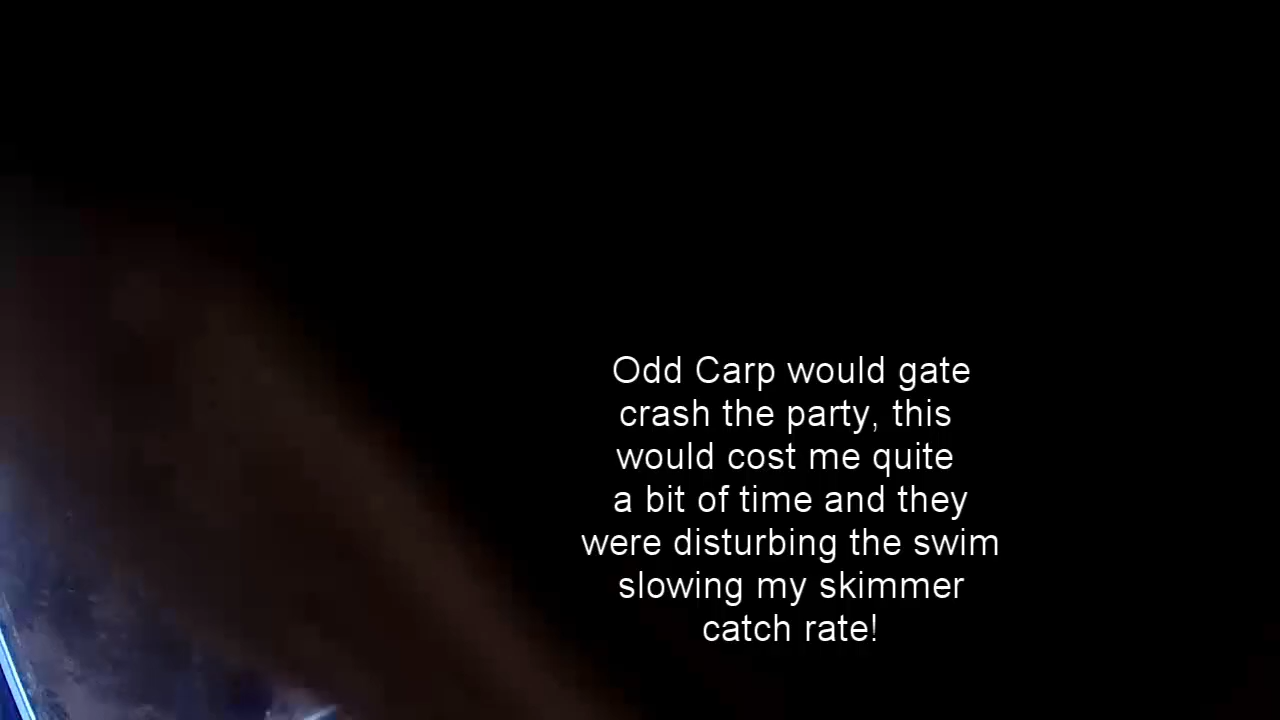 Odd Carp would gate
crash the party, this
would cost me quite
a bit of time and they
were disturbing the swim
slowing my skimmer
catch rate!